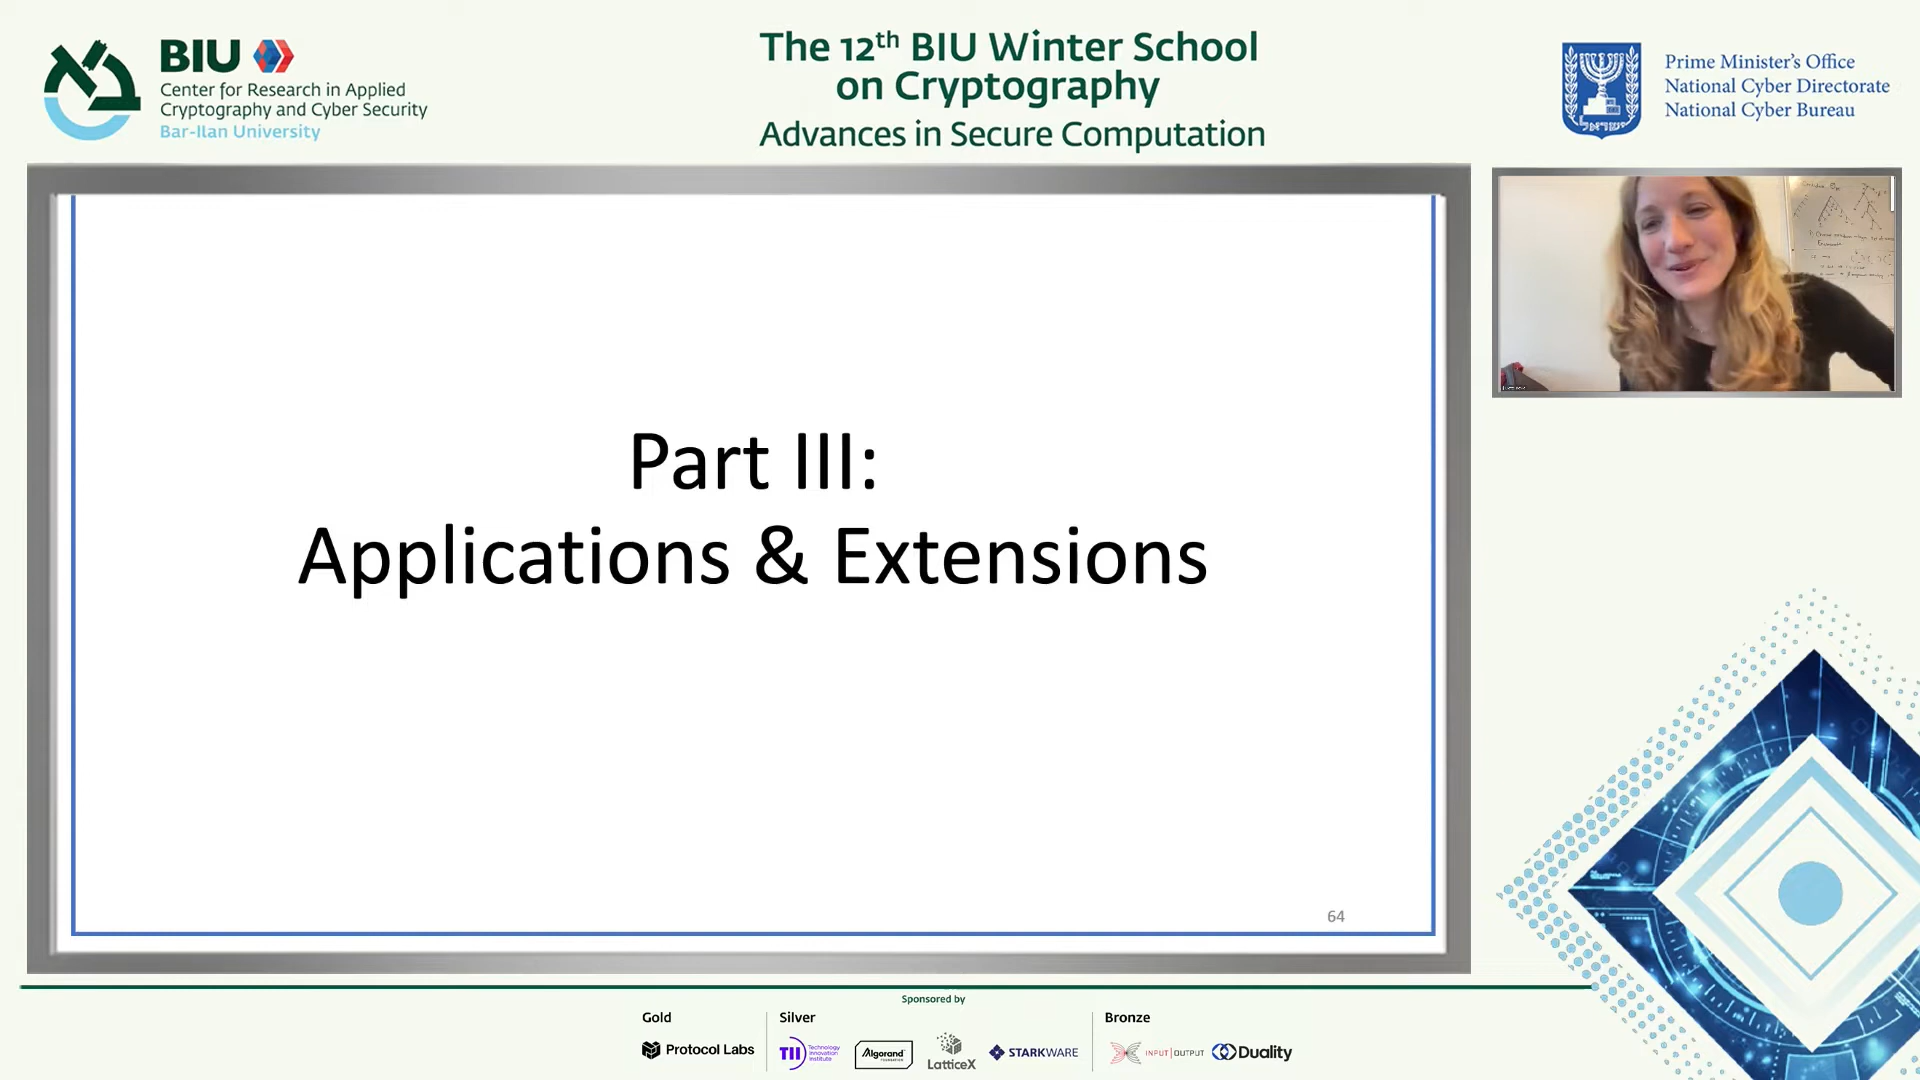 BIU
Center for Research in Applied
Cryptography and Cyber Security
Bar-Ilan University
The 12th BIU Winter School
on Cryptography
Advances in Secure Computation
Prime Minister's Office
National Cyber Directorate
National Cyber Bureau
Part III:
Applications & Extensions
64
Sponsored by
Gold
Protocol Labs
Silver
TII Technology
Innovation
Institute
Algorand
FOUNDATION
LatticeX
STARKWARE
Bronze
INPUT | OUTPUT
Duality